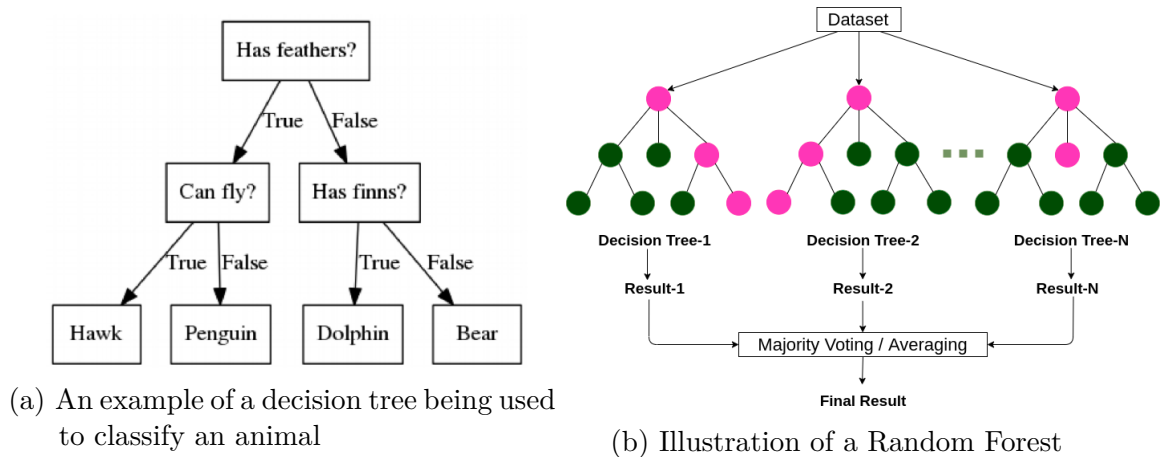 Has feathers?
True
False
Can fly?
Has finns?
True
False
True
False
Hawk
Penguin
Dolphin
Bear
(a) An example of a decision tree being used
to classify an animal
Dataset
Decision Tree-1
Decision Tree-2
Decision Tree-N
Result-1
Result-2
Result-N
Majority Voting / Averaging
Final Result
(b) Illustration of a Random Forest